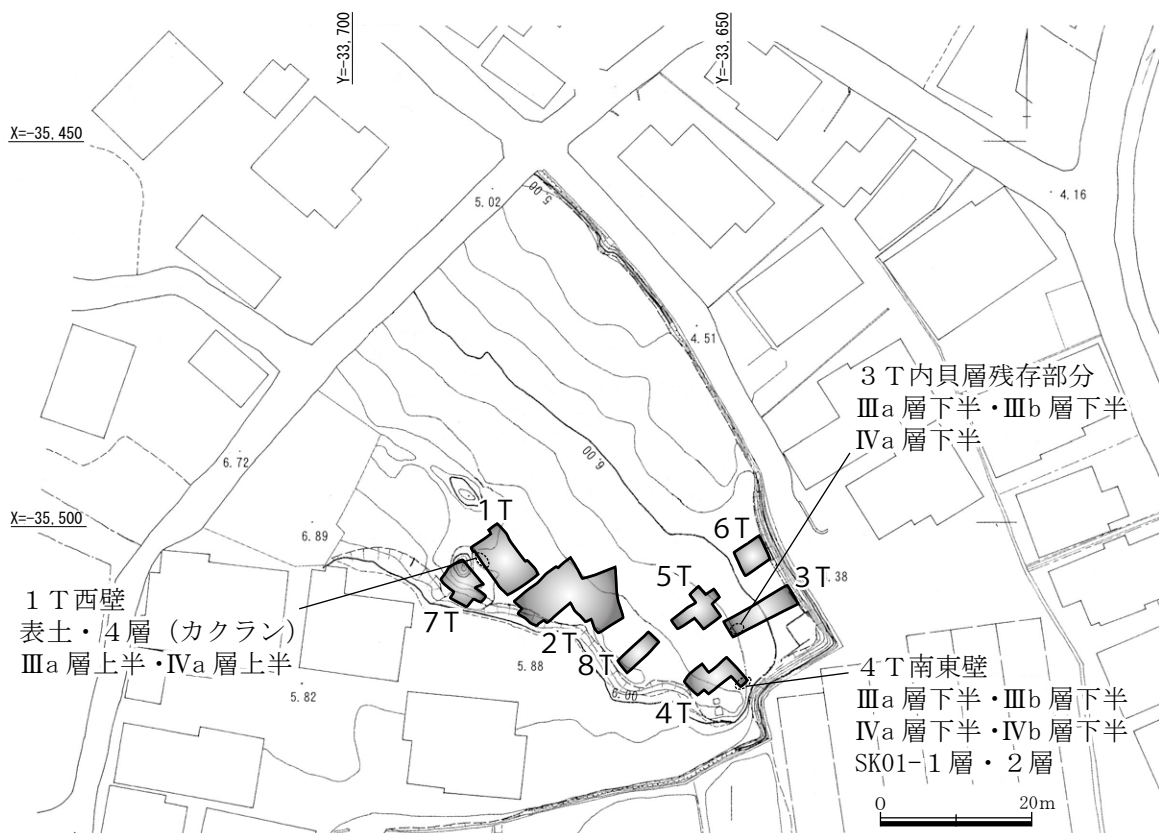 Y=-33,700
Y=-33,650
X=-35,450
5.00
5.02
4.16
4.51
３Ｔ内貝層残存部分
Ⅲa 層下半・Ⅲb 層下半
Ⅳa 層下半
6.00
6.72
X=-35,500
6.89
1T
6T
5T
3T
.38
１Ｔ西壁
表土・４層（カクラン）
Ⅲa 層上半・Ⅳa 層上半
7T
2T
8T
5.88
5.82
6.00
4T
４Ｔ南東壁
Ⅲa 層下半・Ⅲb 層下半
Ⅳa 層下半・Ⅳb 層下半
SK01-１層・２層
0
20m